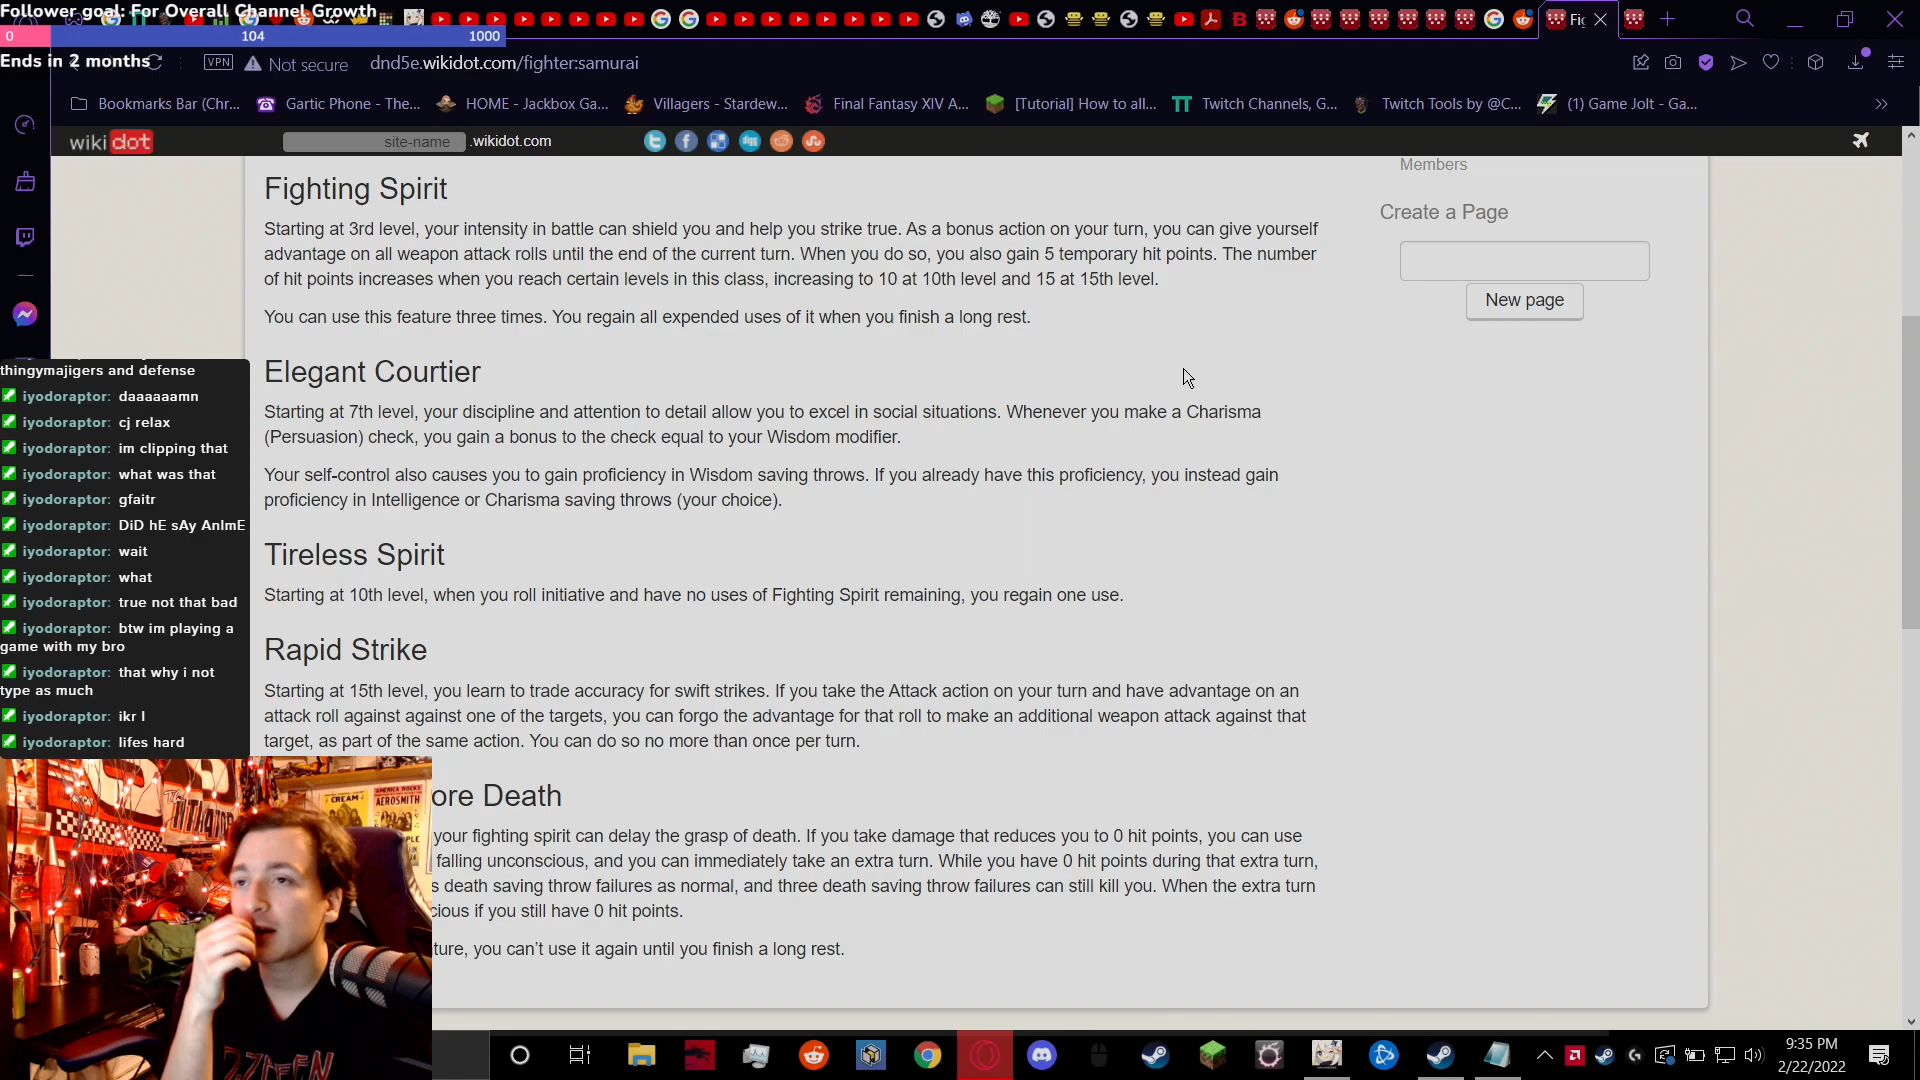 Follower goal: For Overall Channel Growth
0 104 1000
Ends in 2 months
Fig
VPN Not secure dnd5e.wikidot.com/fighter:samurai
Bookmarks Bar (Chr... Gartic Phone - The... HOME - Jackbox Ga... Villagers - Stardew... Final Fantasy XIV A... [Tutorial] How to all... Twitch Channels, G... Twitch Tools by @C... (1) Game Jolt - Ga...
wikidot site-name .wikidot.com
Members
Create a Page
New page
Fighting Spirit
Starting at 3rd level, your intensity in battle can shield you and help you strike true. As a bonus action on your turn, you can give yourself
advantage on all weapon attack rolls until the end of the current turn. When you do so, you also gain 5 temporary hit points. The number
of hit points increases when you reach certain levels in this class, increasing to 10 at 10th level and 15 at 15th level.
You can use this feature three times. You regain all expended uses of it when you finish a long rest.
Elegant Courtier
Starting at 7th level, your discipline and attention to detail allow you to excel in social situations. Whenever you make a Charisma
(Persuasion) check, you gain a bonus to the check equal to your Wisdom modifier.
Your self-control also causes you to gain proficiency in Wisdom saving throws. If you already have this proficiency, you instead gain
proficiency in Intelligence or Charisma saving throws (your choice).
Tireless Spirit
Starting at 10th level, when you roll initiative and have no uses of Fighting Spirit remaining, you regain one use.
Rapid Strike
Starting at 15th level, you learn to trade accuracy for swift strikes. If you take the Attack action on your turn and have advantage on an
attack roll against against one of the targets, you can forgo the advantage for that roll to make an additional weapon attack against that
target, as part of the same action. You can do so no more than once per turn.
ore Death
your fighting spirit can delay the grasp of death. If you take damage that reduces you to 0 hit points, you can use
falling unconscious, and you can immediately take an extra turn. While you have 0 hit points during that extra turn,
s death saving throw failures as normal, and three death saving throw failures can still kill you. When the extra turn
cious if you still have 0 hit points.
ture, you can't use it again until you finish a long rest.
thingymajigers and defense
iyodoraptor: daaaaaamn
iyodoraptor: cj relax
iyodoraptor: im clipping that
iyodoraptor: what was that
iyodoraptor: gfaitr
iyodoraptor: DiD hE sAy AnImE
iyodoraptor: wait
iyodoraptor: what
iyodoraptor: true not that bad
iyodoraptor: btw im playing a
game with my bro
iyodoraptor: that why i not
type as much
iyodoraptor: ikr l
iyodoraptor: lifes hard
CREAM
AMERICA ROCKS
AEROSMITH
9:35 PM
2/22/2022